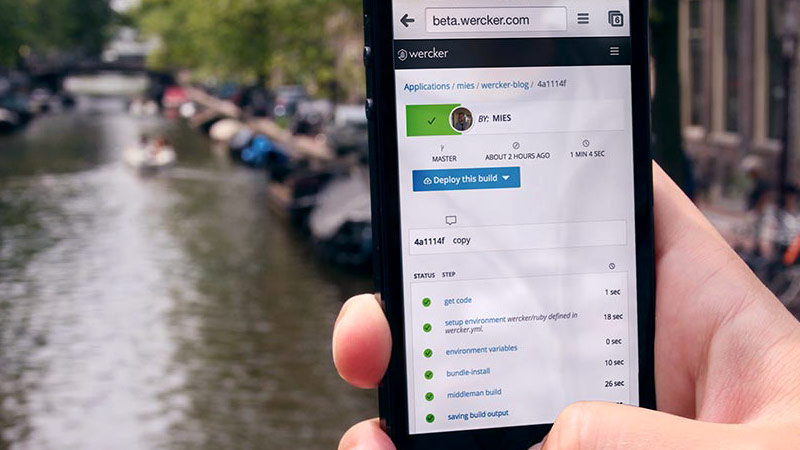 beta.wercker.com
6
wercker
Applications / mies / wercker-blog / 4a1114f
BY: MIES
MASTER ABOUT 2 HOURS AGO 1 MIN 4 SEC
Deploy this build
4a1114f copy
STATUS STEP
get code 1 sec
setup environment wercker/ruby defined in 18 sec
wercker.yml.
environment variables 0 sec
bundle-install 10 sec
middleman build 26 sec
saving build output